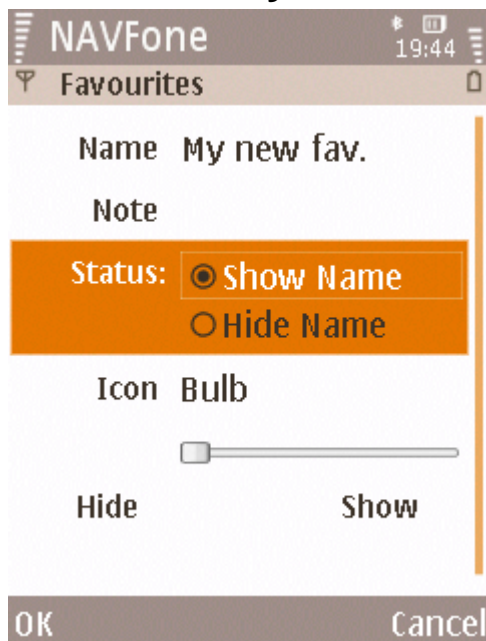 NAVFone
19:44
Favourites
Name My new fav.
Note
Status: Show Name
Hide Name
Icon Bulb
Hide Show
OK Cancel